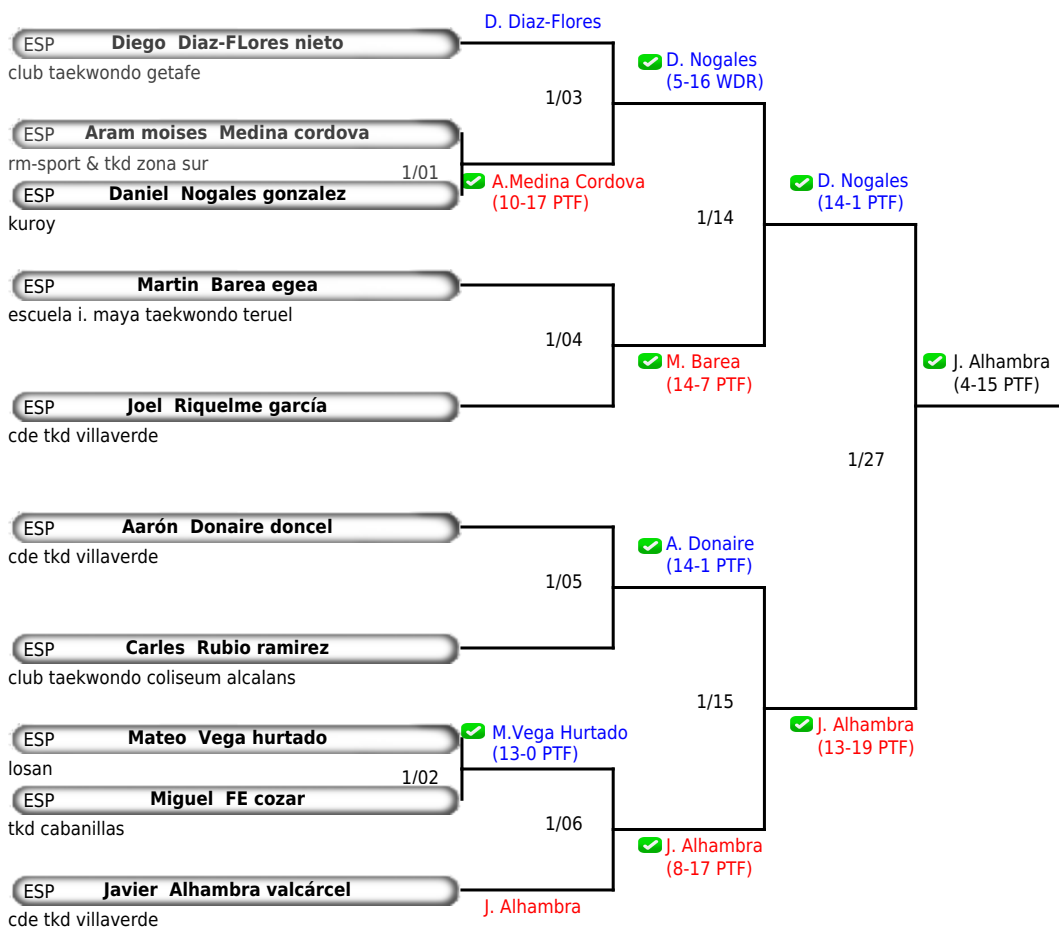 D. Diaz-Flores
ESP Diego Diaz-FLores nieto
club taekwondo getafe
D. Nogales
(5-16 WDR)
1/03
ESP Aram moises Medina cordova
rm-sport & tkd zona sur
1/01
A.Medina Cordova
(10-17 PTF)
ESP Daniel Nogales gonzalez
kuroy
D. Nogales
(14-1 PTF)
1/14
ESP Martin Barea egea
escuela i. maya taekwondo teruel
1/04
M. Barea
(14-7 PTF)
J. Alhambra
(4-15 PTF)
ESP Joel Riquelme garcía
cde tkd villaverde
1/27
ESP Aarón Donaire doncel
cde tkd villaverde
A. Donaire
(14-1 PTF)
1/05
ESP Carles Rubio ramirez
club taekwondo coliseum alcalans
1/15
ESP Mateo Vega hurtado
losan
M.Vega Hurtado
(13-0 PTF)
J. Alhambra
(13-19 PTF)
1/02
ESP Miguel FE cozar
tkd cabanillas
1/06
J. Alhambra
(8-17 PTF)
ESP Javier Alhambra valcárcel
cde tkd villaverde
J. Alhambra